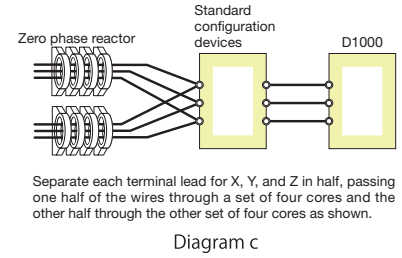 Standard
configuration
devices
Zero phase reactor
D1000
Separate each terminal lead for X, Y, and Z in half, passing
one half of the wires through a set of four cores and the
other half through the other set of four cores as shown.
Diagram c